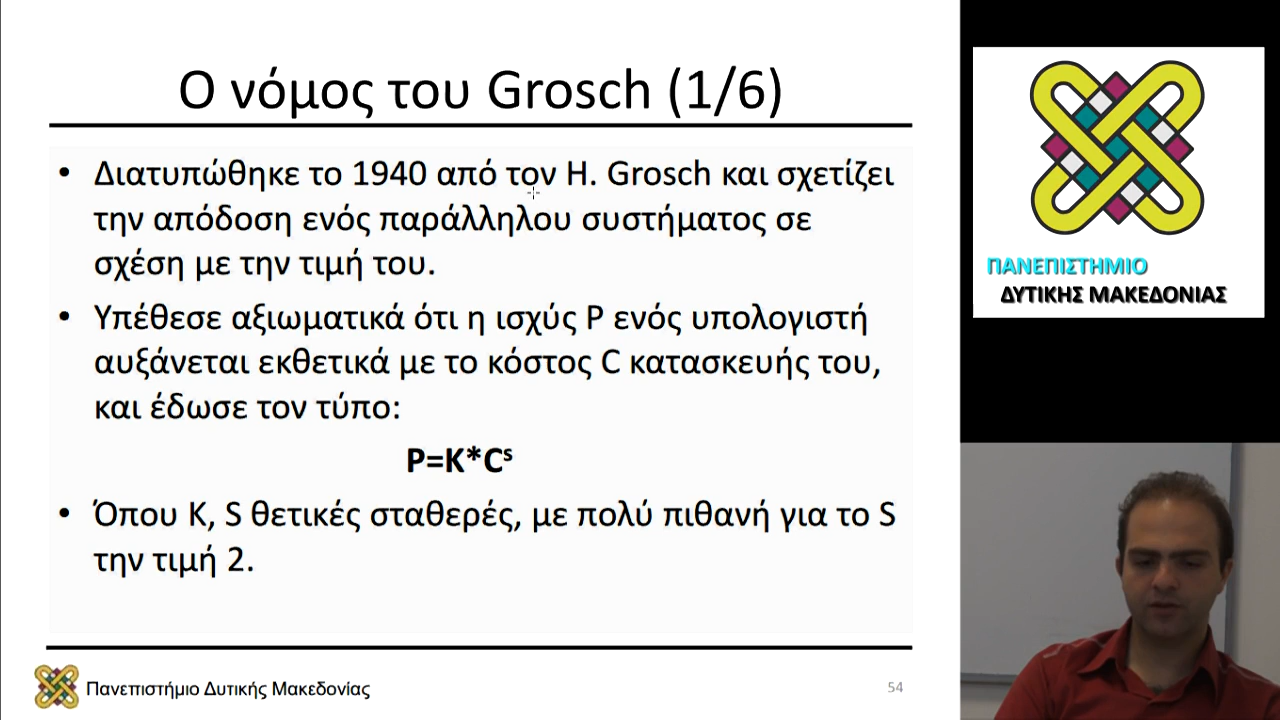 Ο νόμος του Grosch (1/6)
• Διατυπώθηκε το 1940 από τον H. Grosch και σχετίζει
την απόδοση ενός παράλληλου συστήματος σε
σχέση με την τιμή του.
• Υπέθεσε αξιωματικά ότι η ισχύς P ενός υπολογιστή
αυξάνεται εκθετικά με το κόστος C κατασκευής του,
και έδωσε τον τύπο:
P=K*Cˢ
• Όπου K, S θετικές σταθερές, με πολύ πιθανή για το S
την τιμή 2.
Πανεπιστήμιο Δυτικής Μακεδονίας
54
ΠΑΝΕΠΙΣΤΗΜΙΟ
ΔΥΤΙΚΗΣ ΜΑΚΕΔΟΝΙΑΣ